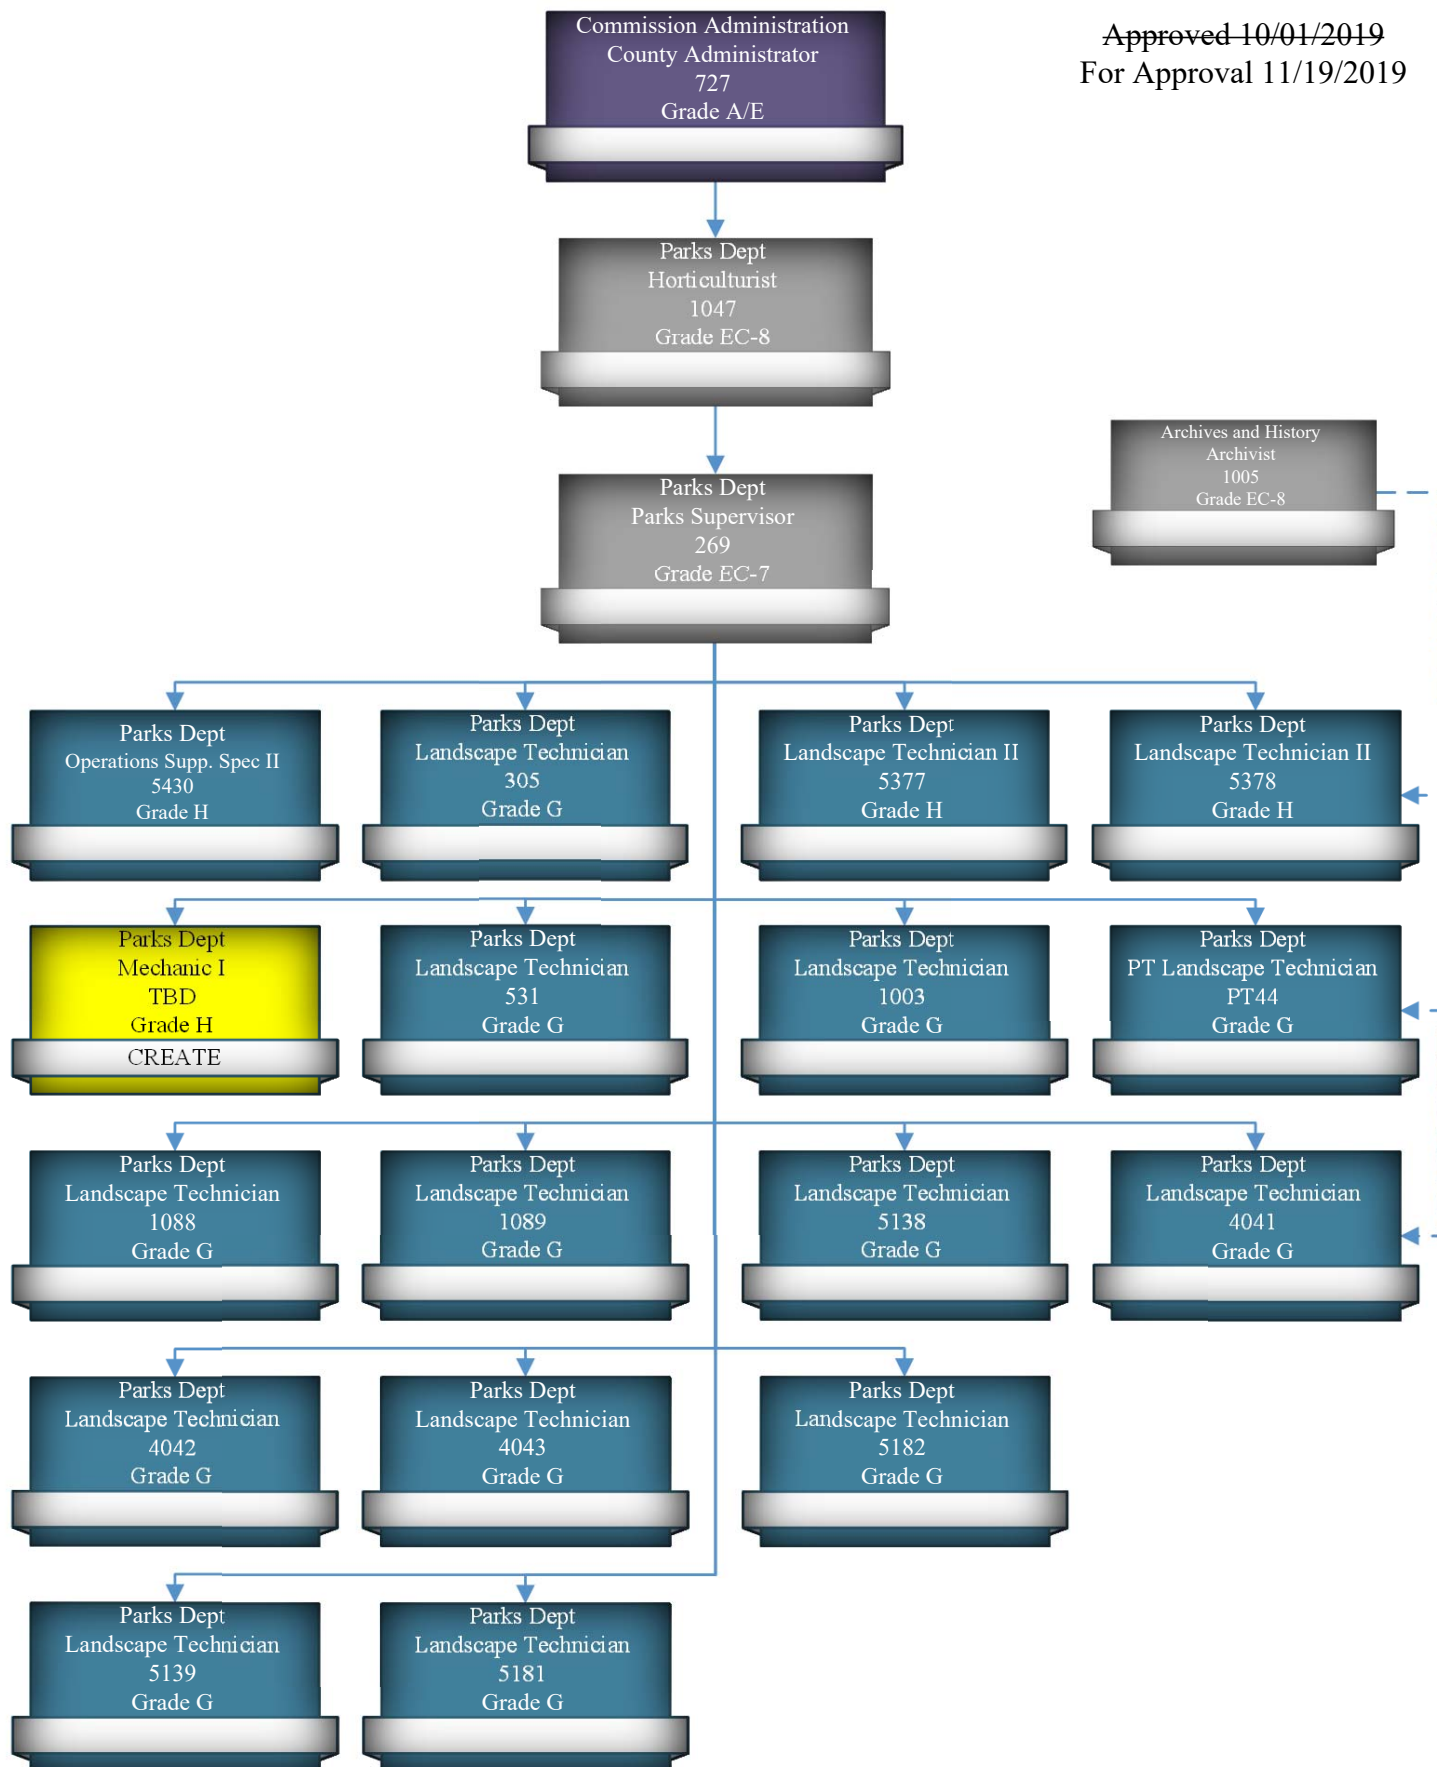 Commission Administration
County Administrator
727
Grade A/E
Approved 10/01/2019
For Approval 11/19/2019
Parks Dept
Horticulturist
1047
Grade EC-8
Archives and History
Archivist
1005
Grade EC-8
Parks Dept
Parks Supervisor
269
Grade EC-7
Parks Dept
Operations Supp. Spec II
5430
Grade H
Parks Dept
Landscape Technician
305
Grade G
Parks Dept
Landscape Technician II
5377
Grade H
Parks Dept
Landscape Technician II
5378
Grade H
Parks Dept
Mechanic I
TBD
Grade H
CREATE
Parks Dept
Landscape Technician
531
Grade G
Parks Dept
Landscape Technician
1003
Grade G
Parks Dept
PT Landscape Technician
PT44
Grade G
Parks Dept
Landscape Technician
1088
Grade G
Parks Dept
Landscape Technician
1089
Grade G
Parks Dept
Landscape Technician
5138
Grade G
Parks Dept
Landscape Technician
4041
Grade G
Parks Dept
Landscape Technician
4042
Grade G
Parks Dept
Landscape Technician
4043
Grade G
Parks Dept
Landscape Technician
5182
Grade G
Parks Dept
Landscape Technician
5139
Grade G
Parks Dept
Landscape Technician
5181
Grade G